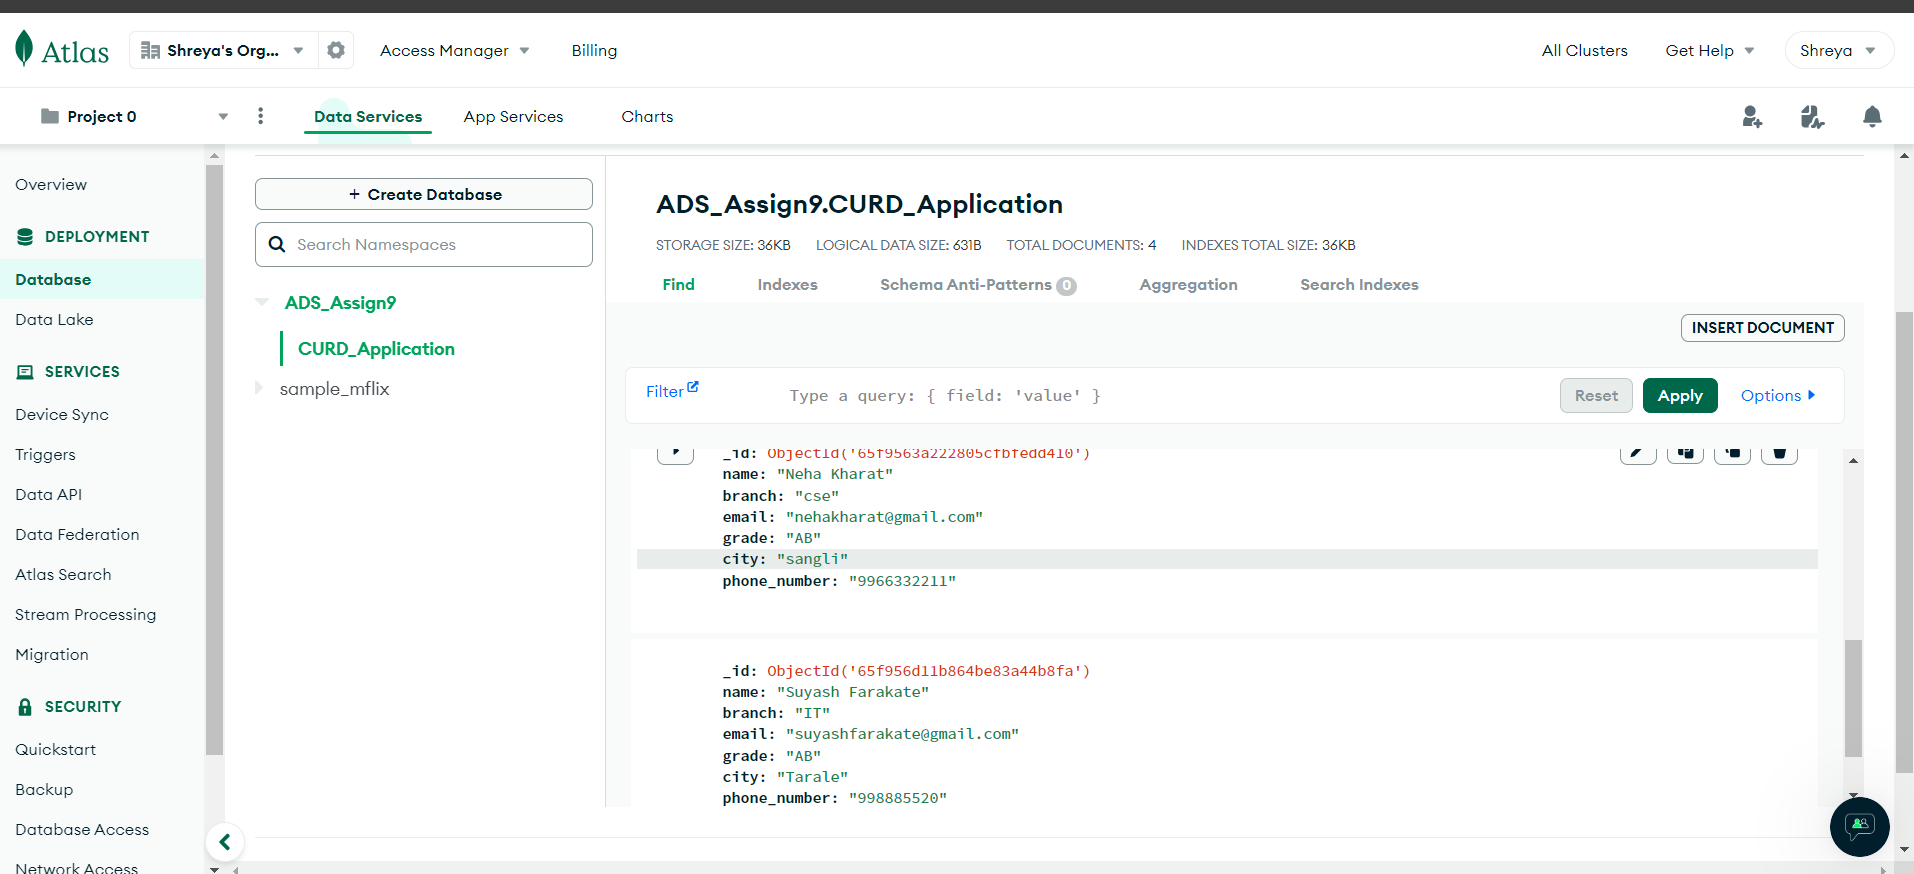 Atlas
Shreya's Org...
Access Manager
Billing
All Clusters
Get Help
Shreya
Project 0
Data Services
App Services
Charts
Overview
DEPLOYMENT
Database
Data Lake
SERVICES
Device Sync
Triggers
Data API
Data Federation
Atlas Search
Stream Processing
Migration
SECURITY
Quickstart
Backup
Database Access
Network Access
+ Create Database
Search Namespaces
ADS_Assign9
CURD_Application
sample_mflix
ADS_Assign9.CURD_Application
STORAGE SIZE: 36KB LOGICAL DATA SIZE: 631B TOTAL DOCUMENTS: 4 INDEXES TOTAL SIZE: 36KB
Find Indexes Schema Anti-Patterns 0 Aggregation Search Indexes
INSERT DOCUMENT
Filter
Type a query: { field: 'value' }
Reset
Apply
Options
_id: ObjectId('65f9563a222805cfbfedd410')
name: "Neha Kharat"
branch: "cse"
email: "nehakharat@gmail.com"
grade: "AB"
city: "sangli"
phone_number: "9966332211"
_id: ObjectId('65f956d11b864be83a44b8fa')
name: "Suyash Farakate"
branch: "IT"
email: "suyashfarakate@gmail.com"
grade: "AB"
city: "Tarale"
phone_number: "998885520"